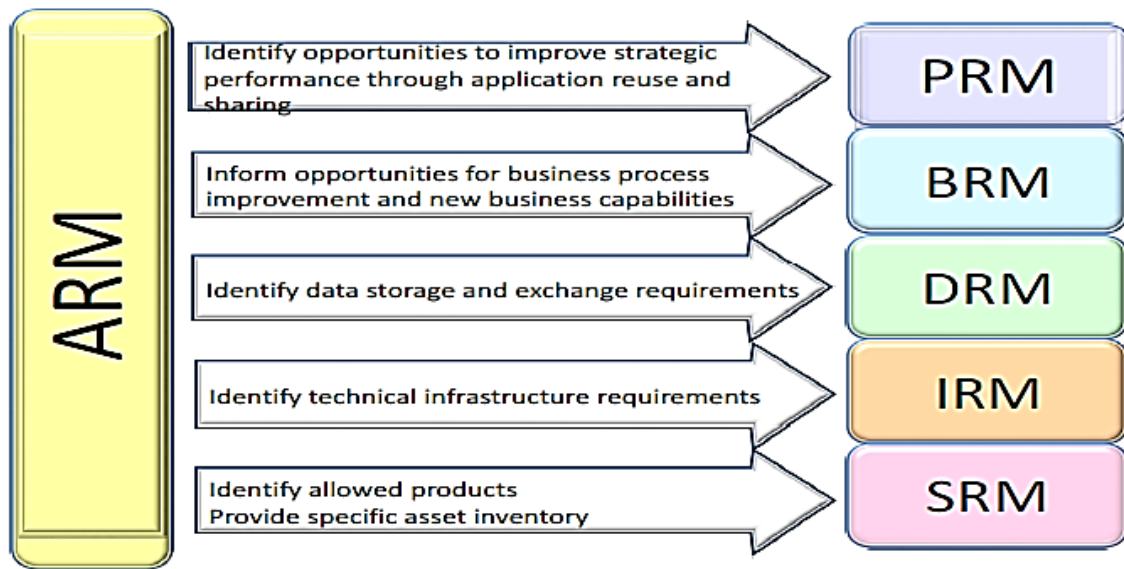 ARM
Identify opportunities to improve strategic
performance through application reuse and
sharing
PRM
Inform opportunities for business process
improvement and new business capabilities
BRM
Identify data storage and exchange requirements
DRM
Identify technical infrastructure requirements
IRM
Identify allowed products
Provide specific asset inventory
SRM